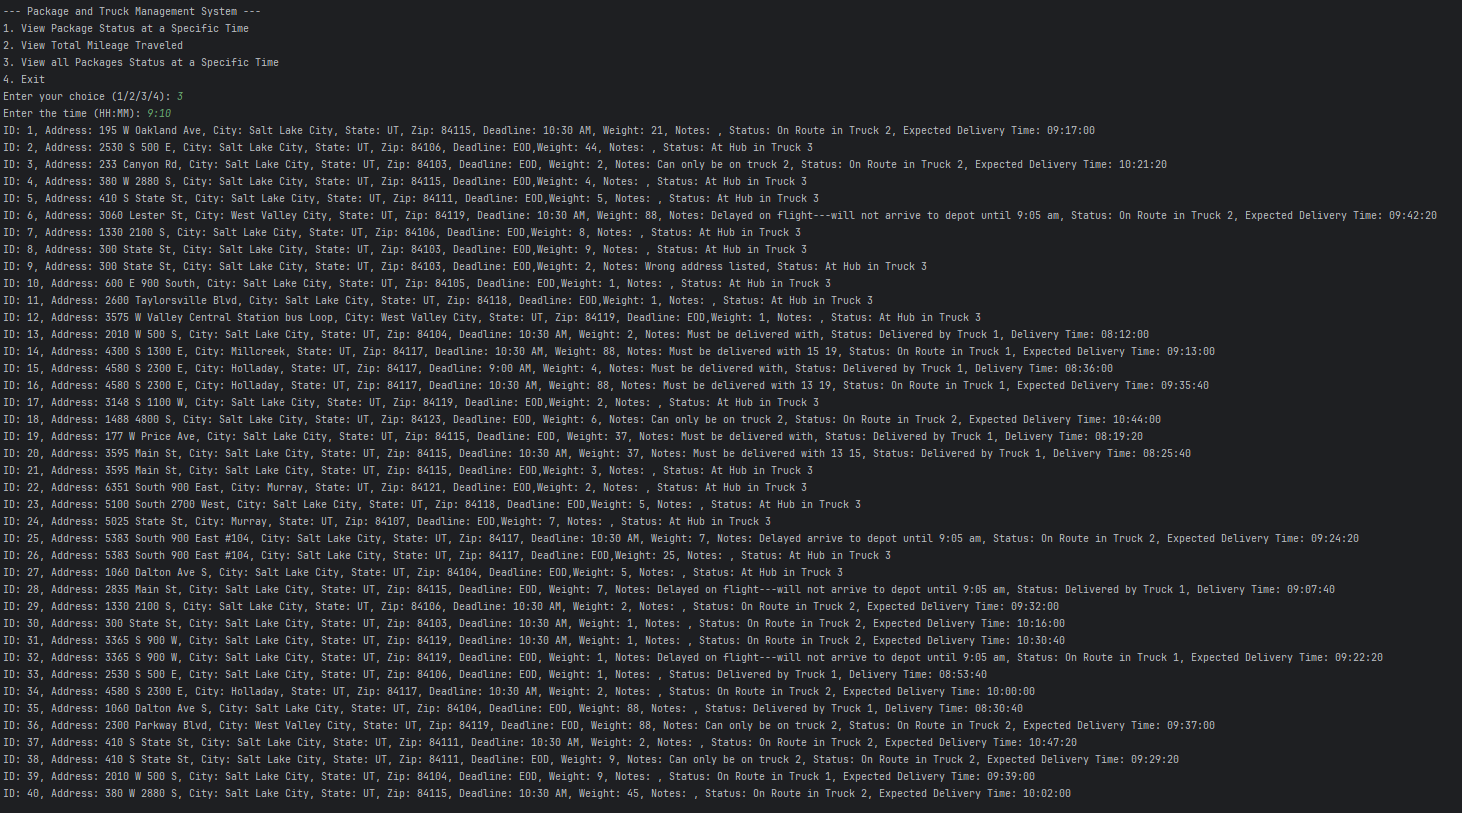 --- Package and Truck Management System ---
1. View Package Status at a Specific Time
2. View Total Mileage Traveled
3. View all Packages Status at a Specific Time
4. Exit
Enter your choice (1/2/3/4): 3
Enter the time (HH:MM): 9:10
ID: 1, Address: 195 W Oakland Ave, City: Salt Lake City, State: UT, Zip: 84115, Deadline: 10:30 AM, Weight: 21, Notes: , Status: On Route in Truck 2, Expected Delivery Time: 09:17:00
ID: 2, Address: 2530 S 500 E, City: Salt Lake City, State: UT, Zip: 84106, Deadline: EOD,Weight: 44, Notes: , Status: At Hub in Truck 3
ID: 3, Address: 233 Canyon Rd, City: Salt Lake City, State: UT, Zip: 84103, Deadline: EOD, Weight: 2, Notes: Can only be on truck 2, Status: On Route in Truck 2, Expected Delivery Time: 10:21:20
ID: 4, Address: 380 W 2880 S, City: Salt Lake City, State: UT, Zip: 84115, Deadline: EOD,Weight: 4, Notes: , Status: At Hub in Truck 3
ID: 5, Address: 410 S State St, City: Salt Lake City, State: UT, Zip: 84111, Deadline: EOD,Weight: 5, Notes: , Status: At Hub in Truck 3
ID: 6, Address: 3060 Lester St, City: West Valley City, State: UT, Zip: 84119, Deadline: 10:30 AM, Weight: 88, Notes: Delayed on flight---will not arrive to depot until 9:05 am, Status: On Route in Truck 2, Expected Delivery Time: 09:42:20
ID: 7, Address: 1330 2100 S, City: Salt Lake City, State: UT, Zip: 84106, Deadline: EOD,Weight: 8, Notes: , Status: At Hub in Truck 3
ID: 8, Address: 300 State St, City: Salt Lake City, State: UT, Zip: 84103, Deadline: EOD,Weight: 9, Notes: , Status: At Hub in Truck 3
ID: 9, Address: 300 State St, City: Salt Lake City, State: UT, Zip: 84103, Deadline: EOD,Weight: 2, Notes: Wrong address listed, Status: At Hub in Truck 3
ID: 10, Address: 600 E 900 South, City: Salt Lake City, State: UT, Zip: 84105, Deadline: EOD,Weight: 1, Notes: , Status: At Hub in Truck 3
ID: 11, Address: 2600 Taylorsville Blvd, City: Salt Lake City, State: UT, Zip: 84118, Deadline: EOD,Weight: 1, Notes: , Status: At Hub in Truck 3
ID: 12, Address: 3575 W Valley Central Station bus Loop, City: West Valley City, State: UT, Zip: 84119, Deadline: EOD,Weight: 1, Notes: , Status: At Hub in Truck 3
ID: 13, Address: 2010 W 500 S, City: Salt Lake City, State: UT, Zip: 84104, Deadline: 10:30 AM, Weight: 2, Notes: Must be delivered with, Status: Delivered by Truck 1, Delivery Time: 08:12:00
ID: 14, Address: 4300 S 1300 E, City: Millcreek, State: UT, Zip: 84117, Deadline: 10:30 AM, Weight: 88, Notes: Must be delivered with 15 19, Status: On Route in Truck 1, Expected Delivery Time: 09:13:00
ID: 15, Address: 4580 S 2300 E, City: Holladay, State: UT, Zip: 84117, Deadline: 9:00 AM, Weight: 4, Notes: Must be delivered with, Status: Delivered by Truck 1, Delivery Time: 08:36:00
ID: 16, Address: 4580 S 2300 E, City: Holladay, State: UT, Zip: 84117, Deadline: 10:30 AM, Weight: 88, Notes: Must be delivered with 13 19, Status: On Route in Truck 1, Expected Delivery Time: 09:35:40
ID: 17, Address: 3148 S 1100 W, City: Salt Lake City, State: UT, Zip: 84119, Deadline: EOD,Weight: 2, Notes: , Status: At Hub in Truck 3
ID: 18, Address: 1488 4800 S, City: Salt Lake City, State: UT, Zip: 84123, Deadline: EOD, Weight: 6, Notes: Can only be on truck 2, Status: On Route in Truck 2, Expected Delivery Time: 10:44:00
ID: 19, Address: 177 W Price Ave, City: Salt Lake City, State: UT, Zip: 84115, Deadline: EOD, Weight: 37, Notes: Must be delivered with, Status: Delivered by Truck 1, Delivery Time: 08:19:20
ID: 20, Address: 3595 Main St, City: Salt Lake City, State: UT, Zip: 84115, Deadline: 10:30 AM, Weight: 37, Notes: Must be delivered with 13 15, Status: Delivered by Truck 1, Delivery Time: 08:25:40
ID: 21, Address: 3595 Main St, City: Salt Lake City, State: UT, Zip: 84115, Deadline: EOD,Weight: 3, Notes: , Status: At Hub in Truck 3
ID: 22, Address: 6351 South 900 East, City: Murray, State: UT, Zip: 84121, Deadline: EOD,Weight: 2, Notes: , Status: At Hub in Truck 3
ID: 23, Address: 5100 South 2700 West, City: Salt Lake City, State: UT, Zip: 84118, Deadline: EOD,Weight: 5, Notes: , Status: At Hub in Truck 3
ID: 24, Address: 5025 State St, City: Murray, State: UT, Zip: 84107, Deadline: EOD,Weight: 7, Notes: , Status: At Hub in Truck 3
ID: 25, Address: 5383 South 900 East #104, City: Salt Lake City, State: UT, Zip: 84117, Deadline: 10:30 AM, Weight: 7, Notes: Delayed arrive to depot until 9:05 am, Status: On Route in Truck 2, Expected Delivery Time: 09:24:20
ID: 26, Address: 5383 South 900 East #104, City: Salt Lake City, State: UT, Zip: 84117, Deadline: EOD,Weight: 25, Notes: , Status: At Hub in Truck 3
ID: 27, Address: 1060 Dalton Ave S, City: Salt Lake City, State: UT, Zip: 84104, Deadline: EOD,Weight: 5, Notes: , Status: At Hub in Truck 3
ID: 28, Address: 2835 Main St, City: Salt Lake City, State: UT, Zip: 84115, Deadline: EOD, Weight: 7, Notes: Delayed on flight---will not arrive to depot until 9:05 am, Status: Delivered by Truck 1, Delivery Time: 09:07:40
ID: 29, Address: 1330 2100 S, City: Salt Lake City, State: UT, Zip: 84106, Deadline: 10:30 AM, Weight: 2, Notes: , Status: On Route in Truck 2, Expected Delivery Time: 09:32:00
ID: 30, Address: 300 State St, City: Salt Lake City, State: UT, Zip: 84103, Deadline: 10:30 AM, Weight: 1, Notes: , Status: On Route in Truck 2, Expected Delivery Time: 10:16:00
ID: 31, Address: 3365 S 900 W, City: Salt Lake City, State: UT, Zip: 84119, Deadline: 10:30 AM, Weight: 1, Notes: , Status: On Route in Truck 2, Expected Delivery Time: 10:30:40
ID: 32, Address: 3365 S 900 W, City: Salt Lake City, State: UT, Zip: 84119, Deadline: EOD, Weight: 1, Notes: Delayed on flight---will not arrive to depot until 9:05 am, Status: On Route in Truck 1, Expected Delivery Time: 09:22:20
ID: 33, Address: 2530 S 500 E, City: Salt Lake City, State: UT, Zip: 84106, Deadline: EOD, Weight: 1, Notes: , Status: Delivered by Truck 1, Delivery Time: 08:53:40
ID: 34, Address: 4580 S 2300 E, City: Holladay, State: UT, Zip: 84117, Deadline: 10:30 AM, Weight: 2, Notes: , Status: On Route in Truck 2, Expected Delivery Time: 10:00:00
ID: 35, Address: 1060 Dalton Ave S, City: Salt Lake City, State: UT, Zip: 84104, Deadline: EOD, Weight: 88, Notes: , Status: Delivered by Truck 1, Delivery Time: 08:30:40
ID: 36, Address: 2300 Parkway Blvd, City: West Valley City, State: UT, Zip: 84119, Deadline: EOD, Weight: 88, Notes: Can only be on truck 2, Status: On Route in Truck 2, Expected Delivery Time: 09:37:00
ID: 37, Address: 410 S State St, City: Salt Lake City, State: UT, Zip: 84111, Deadline: 10:30 AM, Weight: 2, Notes: , Status: On Route in Truck 2, Expected Delivery Time: 10:47:20
ID: 38, Address: 410 S State St, City: Salt Lake City, State: UT, Zip: 84111, Deadline: EOD, Weight: 9, Notes: Can only be on truck 2, Status: On Route in Truck 2, Expected Delivery Time: 09:29:20
ID: 39, Address: 2010 W 500 S, City: Salt Lake City, State: UT, Zip: 84104, Deadline: EOD, Weight: 9, Notes: , Status: On Route in Truck 1, Expected Delivery Time: 09:39:00
ID: 40, Address: 380 W 2880 S, City: Salt Lake City, State: UT, Zip: 84115, Deadline: 10:30 AM, Weight: 45, Notes: , Status: On Route in Truck 2, Expected Delivery Time: 10:02:00